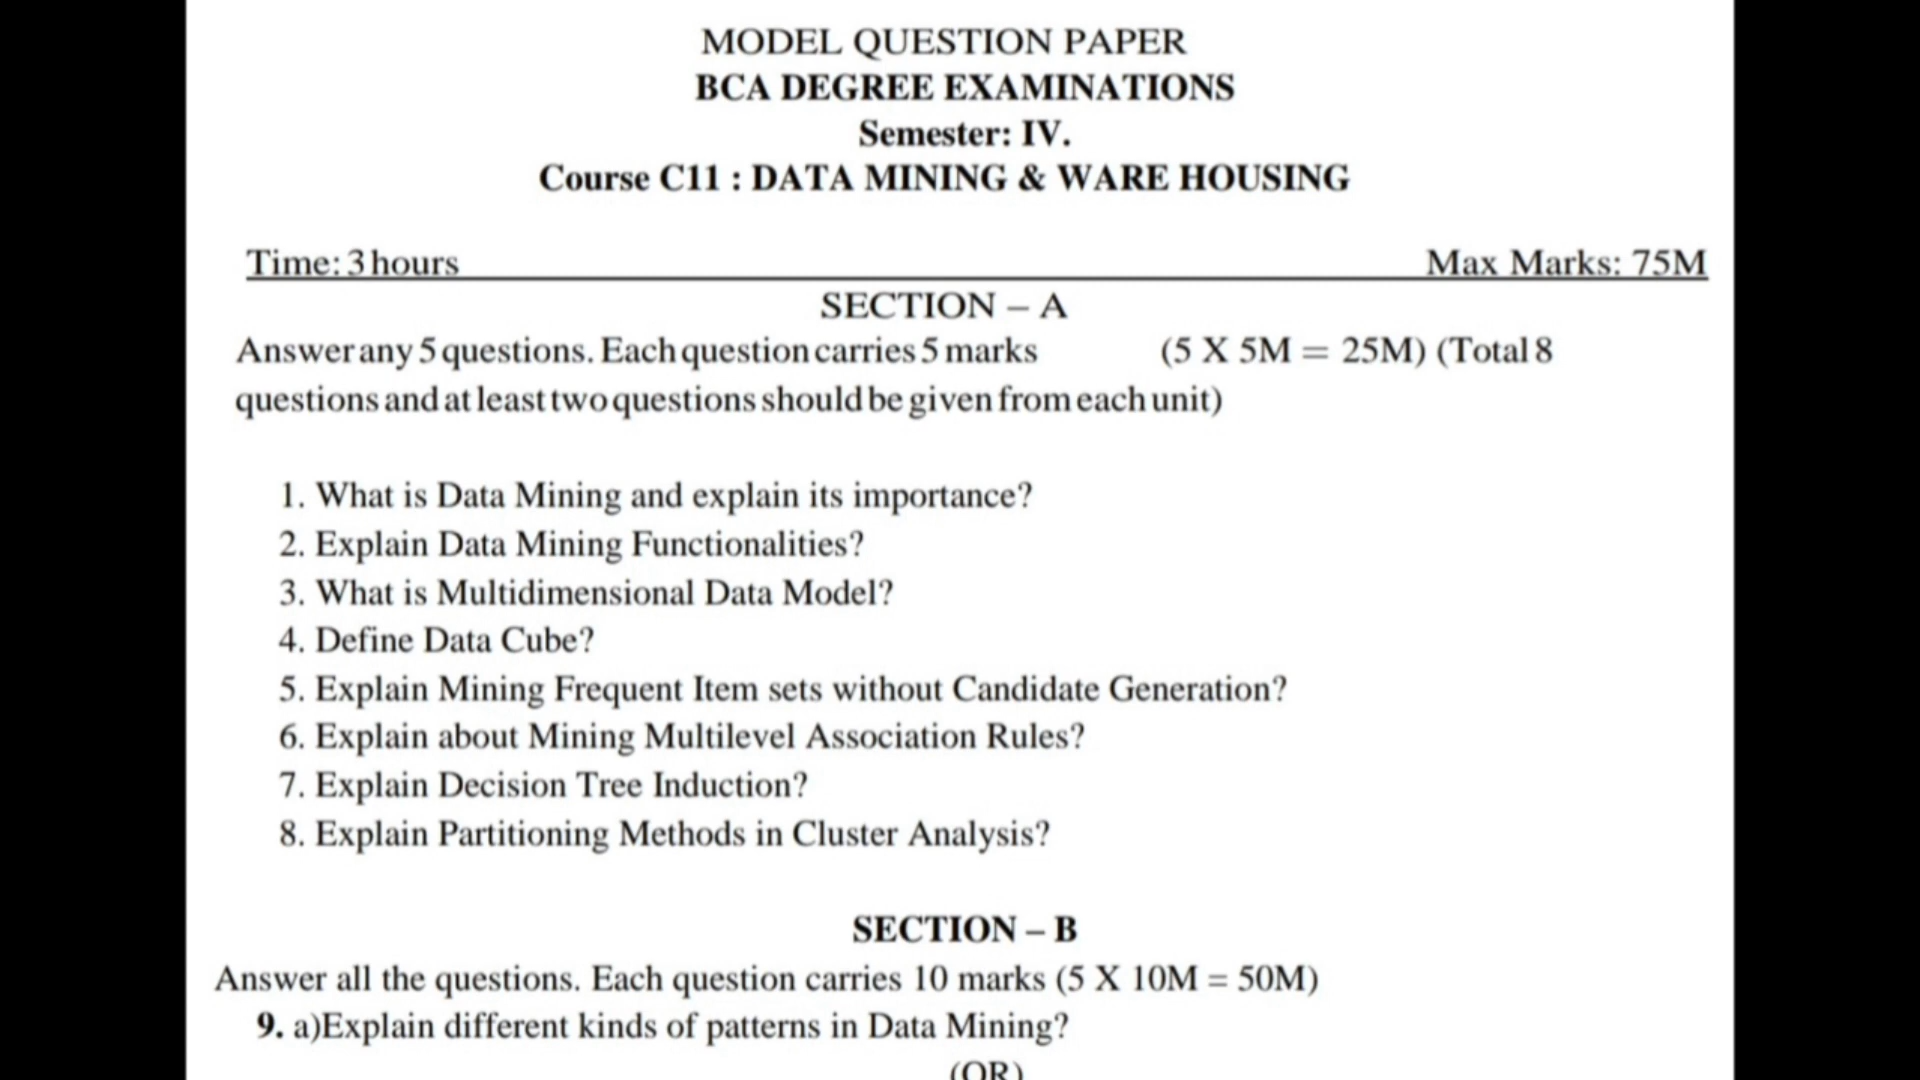 MODEL QUESTION PAPER
BCA DEGREE EXAMINATIONS
Semester: IV.
Course C11 : DATA MINING & WARE HOUSING
Time: 3 hours Max Marks: 75M
SECTION – A
Answer any 5 questions. Each question carries 5 marks (5 X 5M = 25M) (Total 8
questions and at least two questions should be given from each unit)
1. What is Data Mining and explain its importance?
2. Explain Data Mining Functionalities?
3. What is Multidimensional Data Model?
4. Define Data Cube?
5. Explain Mining Frequent Item sets without Candidate Generation?
6. Explain about Mining Multilevel Association Rules?
7. Explain Decision Tree Induction?
8. Explain Partitioning Methods in Cluster Analysis?
SECTION – B
Answer all the questions. Each question carries 10 marks (5 X 10M = 50M)
9. a)Explain different kinds of patterns in Data Mining?
(OR)